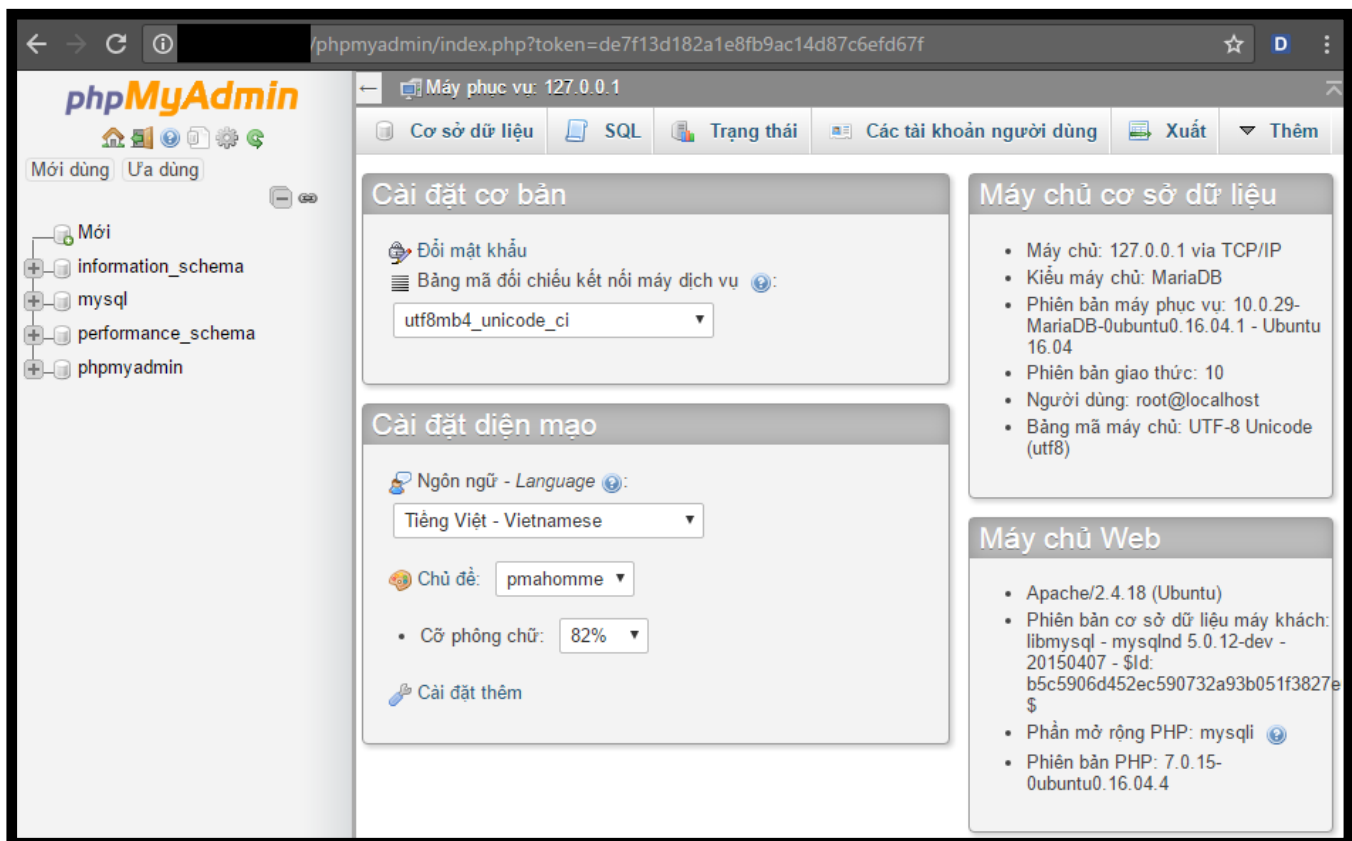 /phpmyadmin/index.php?token=de7f13d182a1e8fb9ac14d87c6efd67f
D
phpMyAdmin
Mới dùng
Ưa dùng
Mới
information_schema
mysql
performance_schema
phpmyadmin
Máy phục vụ: 127.0.0.1
Cơ sở dữ liệu
SQL
Trạng thái
Các tài khoản người dùng
Xuất
Thêm
Cài đặt cơ bản
Đổi mật khẩu
Bảng mã đối chiếu kết nối máy dịch vụ :
utf8mb4_unicode_ci
Cài đặt diện mạo
Ngôn ngữ - Language :
Tiếng Việt - Vietnamese
Chủ đề: pmahomme
• Cỡ phông chữ: 82%
Cài đặt thêm
Máy chủ cơ sở dữ liệu
• Máy chủ: 127.0.0.1 via TCP/IP
• Kiểu máy chủ: MariaDB
• Phiên bản máy phục vụ: 10.0.29-
MariaDB-0ubuntu0.16.04.1 - Ubuntu
16.04
• Phiên bản giao thức: 10
• Người dùng: root@localhost
• Bảng mã máy chủ: UTF-8 Unicode
(utf8)
Máy chủ Web
• Apache/2.4.18 (Ubuntu)
• Phiên bản cơ sở dữ liệu máy khách:
libmysql - mysqlnd 5.0.12-dev -
20150407 - $Id:
b5c5906d452ec590732a93b051f3827e
$
• Phần mở rộng PHP: mysqli
• Phiên bản PHP: 7.0.15-
0ubuntu0.16.04.4